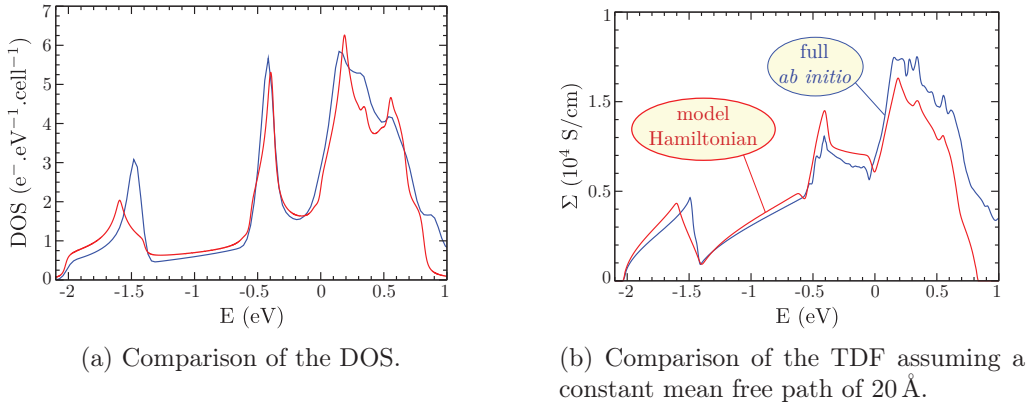 7
6
5
4
3
2
1
0
DOS (e⁻.eV⁻¹.cell⁻¹)
-2 -1.5 -1 -0.5 0 0.5 1
E (eV)
(a) Comparison of the DOS.
1
1.5
0.5
0
Σ (10⁴ S/cm)
full
ab initio
model
Hamiltonian
-2 -1.5 -1 -0.5 0 0.5 1
E (eV)
(b) Comparison of the TDF assuming a
constant mean free path of 20 Å.